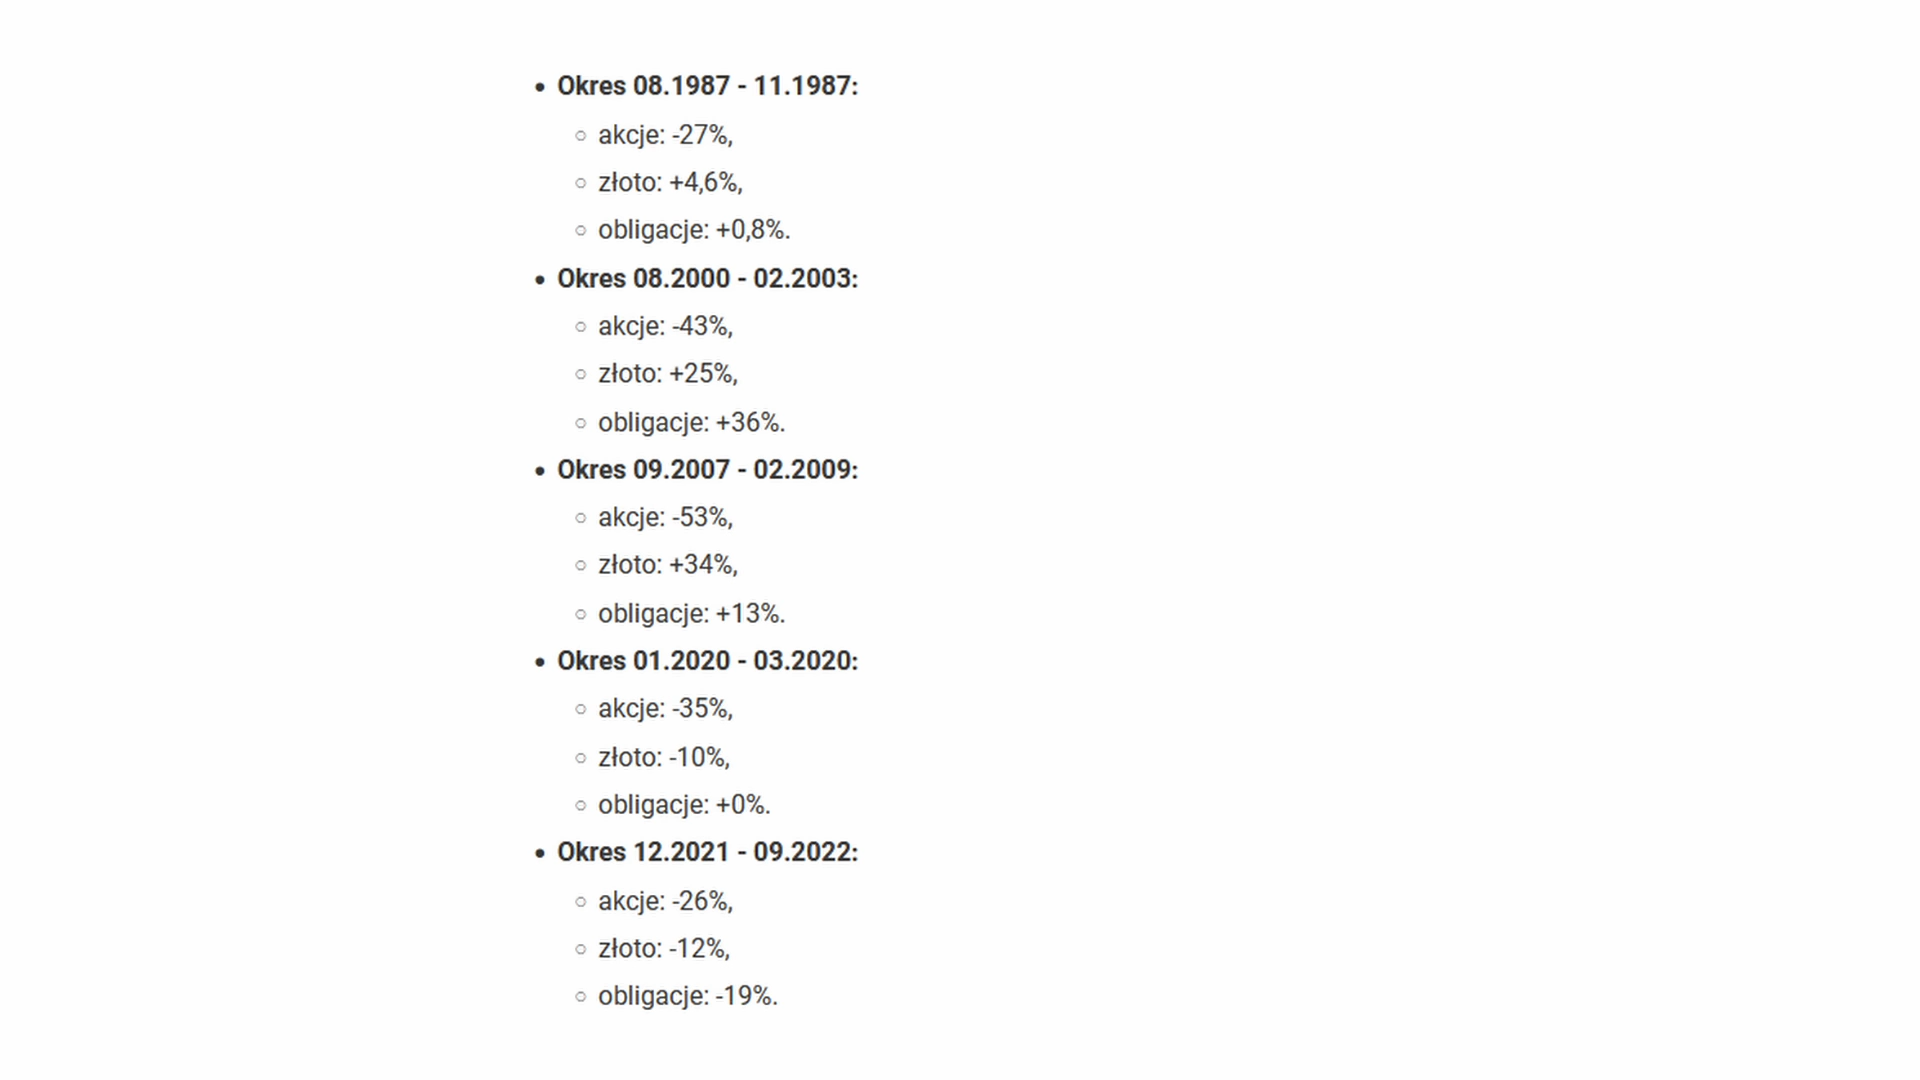 Okres 08.1987 - 11.1987:
akcje: -27%,
złoto: +4,6%,
obligacje: +0,8%.
Okres 08.2000 - 02.2003:
akcje: -43%,
złoto: +25%,
obligacje: +36%.
Okres 09.2007 - 02.2009:
akcje: -53%,
złoto: +34%,
obligacje: +13%.
Okres 01.2020 - 03.2020:
akcje: -35%,
złoto: -10%,
obligacje: +0%.
Okres 12.2021 - 09.2022:
akcje: -26%,
złoto: -12%,
obligacje: -19%.